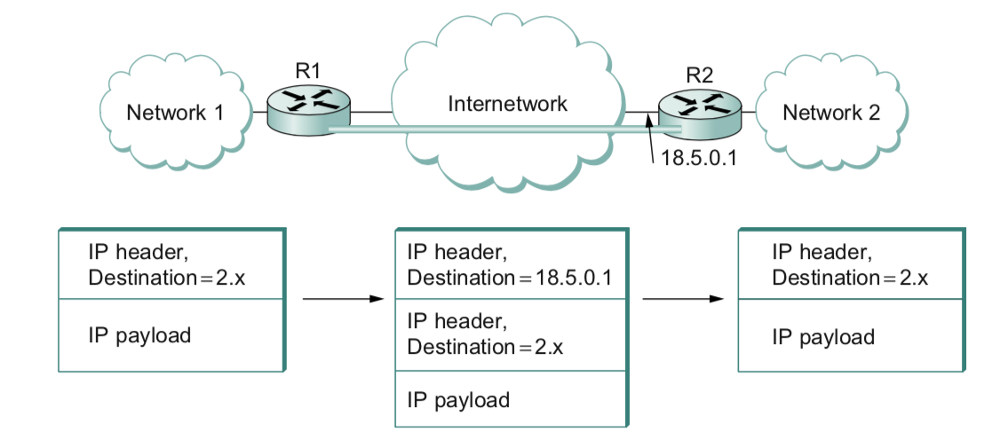 R1
R2
Network 1
Internetwork
Network 2
18.5.0.1
IP header,
Destination=2.x
IP payload
IP header,
Destination=18.5.0.1
IP header,
Destination=2.x
IP payload
IP header,
Destination=2.x
IP payload